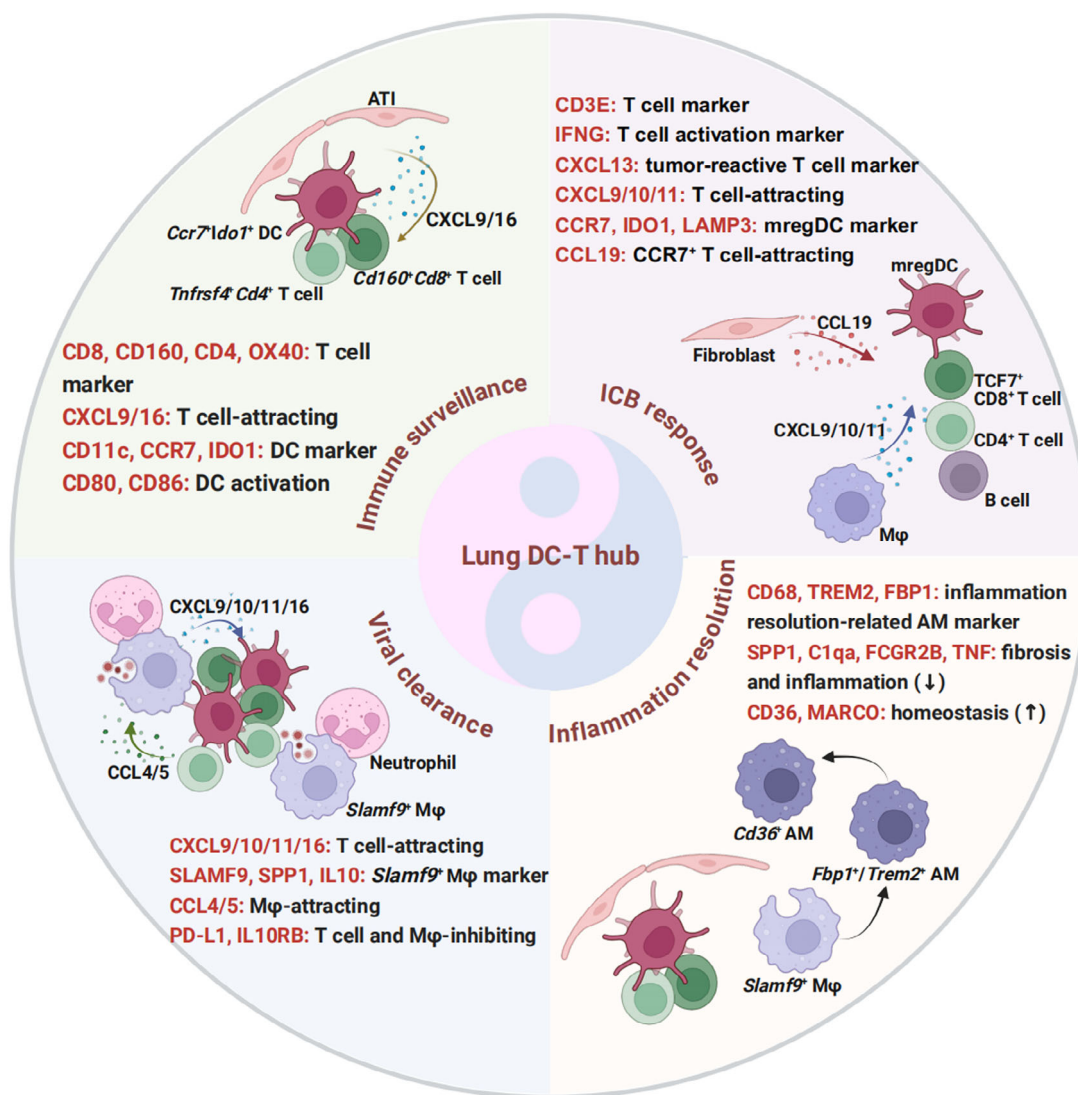 ATI
CXCL9/16
Ccr7⁺Ido1⁺ DC
Cd160⁺Cd8⁺ T cell
Tnfrsf4⁺Cd4⁺ T cell
CD8, CD160, CD4, OX40: T cell
marker
CXCL9/16: T cell-attracting
CD11c, CCR7, IDO1: DC marker
CD80, CD86: DC activation
Immune surveillance
CD3E: T cell marker
IFNG: T cell activation marker
CXCL13: tumor-reactive T cell marker
CXCL9/10/11: T cell-attracting
CCR7, IDO1, LAMP3: mregDC marker
CCL19: CCR7⁺ T cell-attracting
mregDC
CCL19
Fibroblast
TCF7⁺
CD8⁺ T cell
CXCL9/10/11
CD4⁺ T cell
B cell
Mφ
ICB response
Lung DC-T hub
Viral clearance
CXCL9/10/11/16
CCL4/5
Neutrophil
Slamf9⁺ Mφ
CXCL9/10/11/16: T cell-attracting
SLAMF9, SPP1, IL10: Slamf9⁺ Mφ marker
CCL4/5: Mφ-attracting
PD-L1, IL10RB: T cell and Mφ-inhibiting
Inflammation resolution
CD68, TREM2, FBP1: inflammation
resolution-related AM marker
SPP1, C1qa, FCGR2B, TNF: fibrosis
and inflammation (↓)
CD36, MARCO: homeostasis (↑)
Cd36⁺ AM
Fbp1⁺/Trem2⁺ AM
Slamf9⁺ Mφ